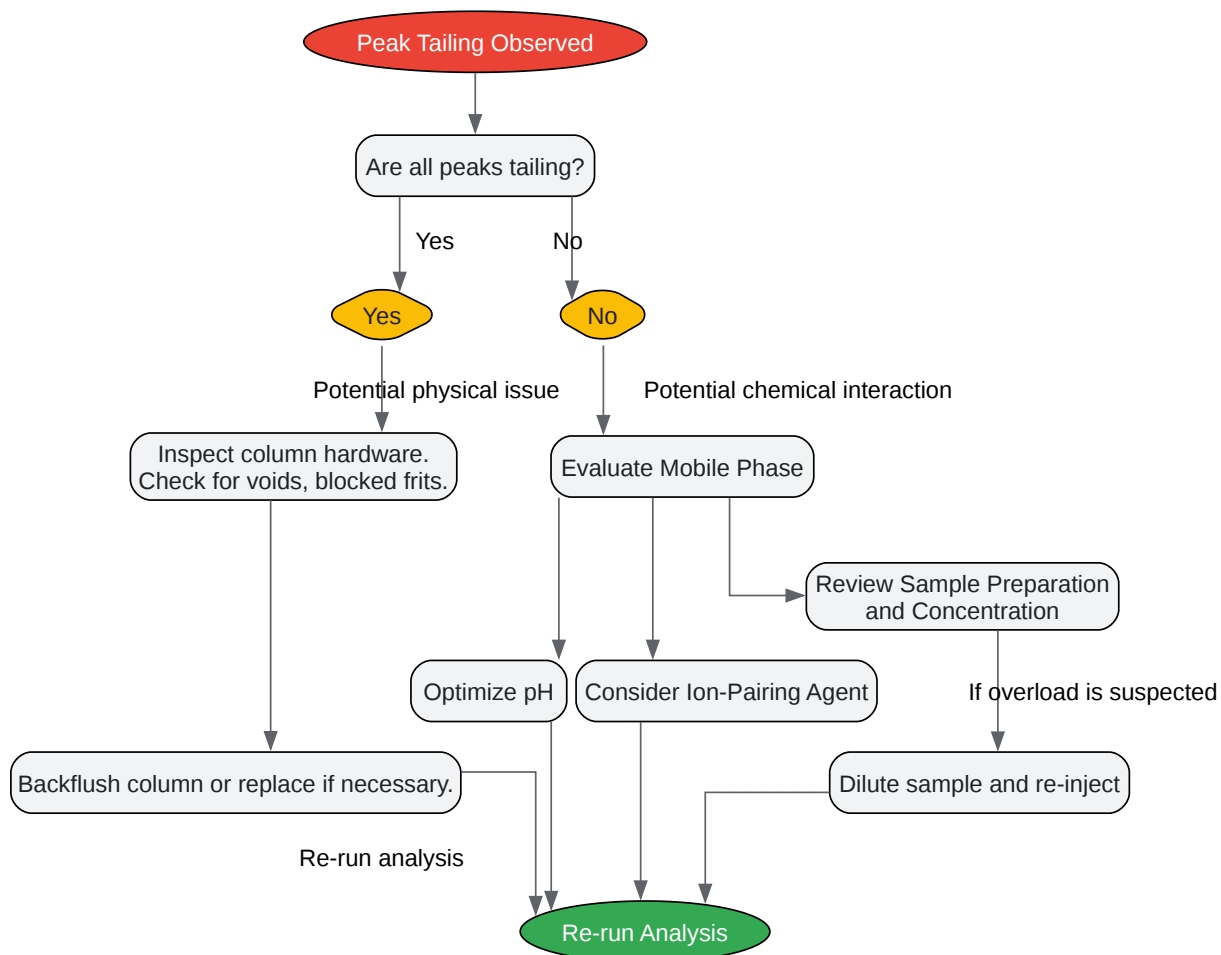 Peak Tailing Observed
Are all peaks tailing?
Yes
No
Yes
No
Potential physical issue
Potential chemical interaction
Inspect column hardware.
Check for voids, blocked frits.
Evaluate Mobile Phase
Review Sample Preparation
and Concentration
Optimize pH
Consider Ion-Pairing Agent
If overload is suspected
Backflush column or replace if necessary.
Dilute sample and re-inject
Re-run analysis
Re-run Analysis